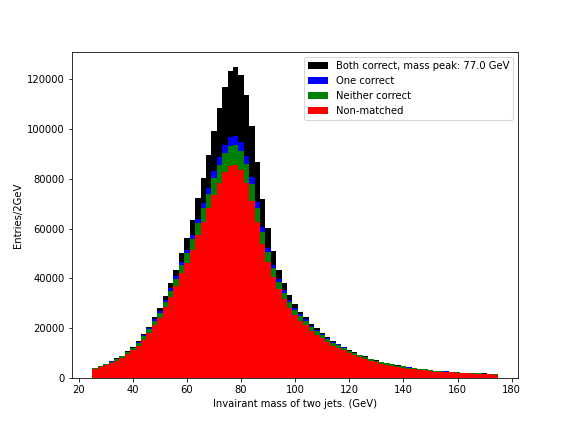 Both correct, mass peak: 77.0 GeV
One correct
Neither correct
Non-matched
120000
100000
80000
60000
40000
20000
0
Entries/2GeV
20 40 60 80 100 120 140 160 180
Invairant mass of two jets. (GeV)